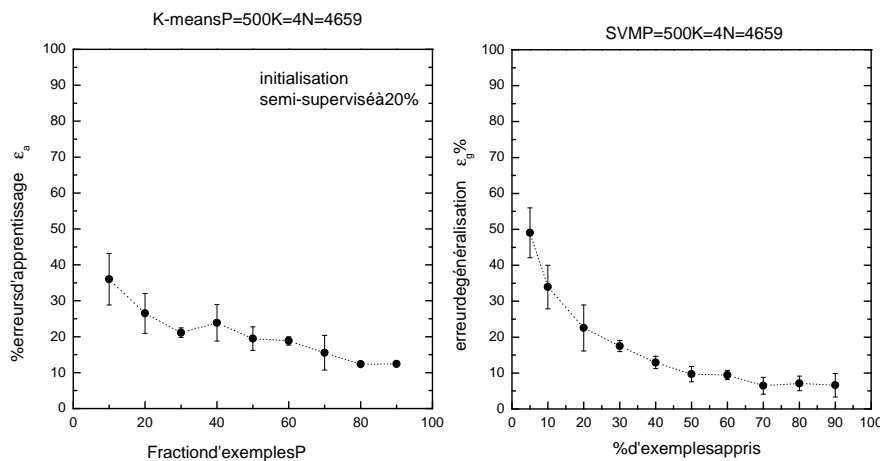 K-meansP=500K=4N=4659
100
90
80
70
60
50
40
30
20
10
0
0 20 40 60 80 100
%erreursd'apprentissage εa
Fractiond'exemplesP
initialisation
semi-superviséà20%
SVMP=500K=4N=4659
100
90
80
70
60
50
40
30
20
10
0
0 10 20 30 40 50 60 70 80 90 100
erreurdegénéralisation εg%
%d'exemplesappris